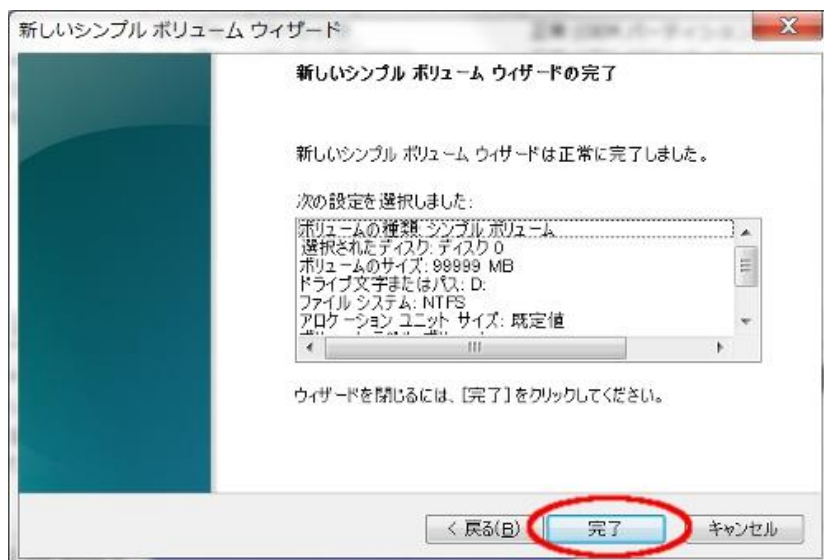 新しいシンプル ボリューム ウィザード
新しいシンプル ボリューム ウィザードの完了
新しいシンプル ボリューム ウィザードは正常に完了しました。
次の設定を選択しました:
ボリュームの種類: シンプル ボリューム
選択されたディスク: ディスク 0
ボリュームのサイズ: 99999 MB
ドライブ文字またはパス: D:
ファイル システム: NTFS
アロケーション ユニット サイズ: 既定値
ウィザードを閉じるには、[完了] をクリックしてください。
< 戻る(B) 完了 キャンセル